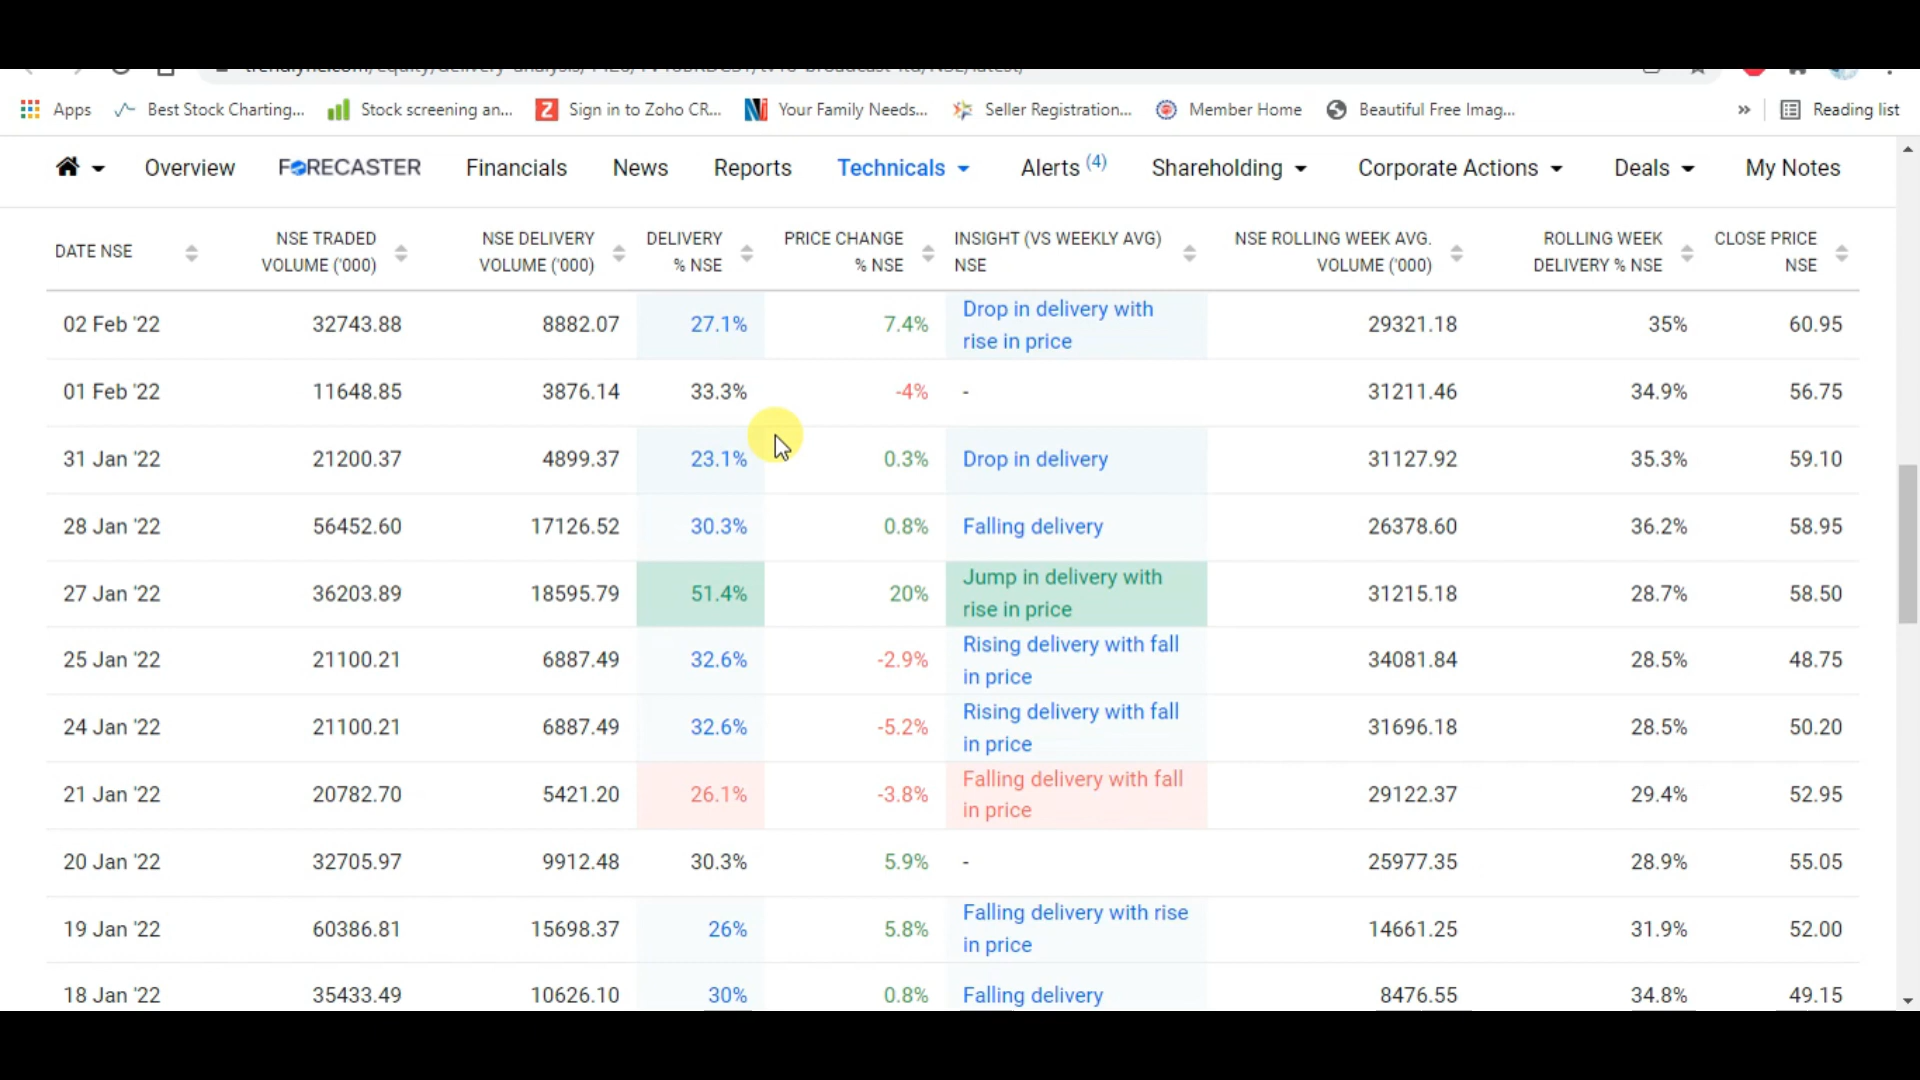 Apps Best Stock Charting... Stock screening an... Sign in to Zoho CR... Your Family Needs... Seller Registration... Member Home Beautiful Free Imag... » Reading list
Overview FORECASTER Financials News Reports Technicals Alerts (4) Shareholding Corporate Actions Deals My Notes
DATE NSE NSE TRADED VOLUME ('000) NSE DELIVERY VOLUME ('000) DELIVERY % NSE PRICE CHANGE % NSE INSIGHT (VS WEEKLY AVG) NSE NSE ROLLING WEEK AVG. VOLUME ('000) ROLLING WEEK DELIVERY % NSE CLOSE PRICE NSE
02 Feb '22 32743.88 8882.07 27.1% 7.4% Drop in delivery with rise in price 29321.18 35% 60.95
01 Feb '22 11648.85 3876.14 33.3% -4% - 31211.46 34.9% 56.75
31 Jan '22 21200.37 4899.37 23.1% 0.3% Drop in delivery 31127.92 35.3% 59.10
28 Jan '22 56452.60 17126.52 30.3% 0.8% Falling delivery 26378.60 36.2% 58.95
27 Jan '22 36203.89 18595.79 51.4% 20% Jump in delivery with rise in price 31215.18 28.7% 58.50
25 Jan '22 21100.21 6887.49 32.6% -2.9% Rising delivery with fall in price 34081.84 28.5% 48.75
24 Jan '22 21100.21 6887.49 32.6% -5.2% Rising delivery with fall in price 31696.18 28.5% 50.20
21 Jan '22 20782.70 5421.20 26.1% -3.8% Falling delivery with fall in price 29122.37 29.4% 52.95
20 Jan '22 32705.97 9912.48 30.3% 5.9% - 25977.35 28.9% 55.05
19 Jan '22 60386.81 15698.37 26% 5.8% Falling delivery with rise in price 14661.25 31.9% 52.00
18 Jan '22 35433.49 10626.10 30% 0.8% Falling delivery 8476.55 34.8% 49.15